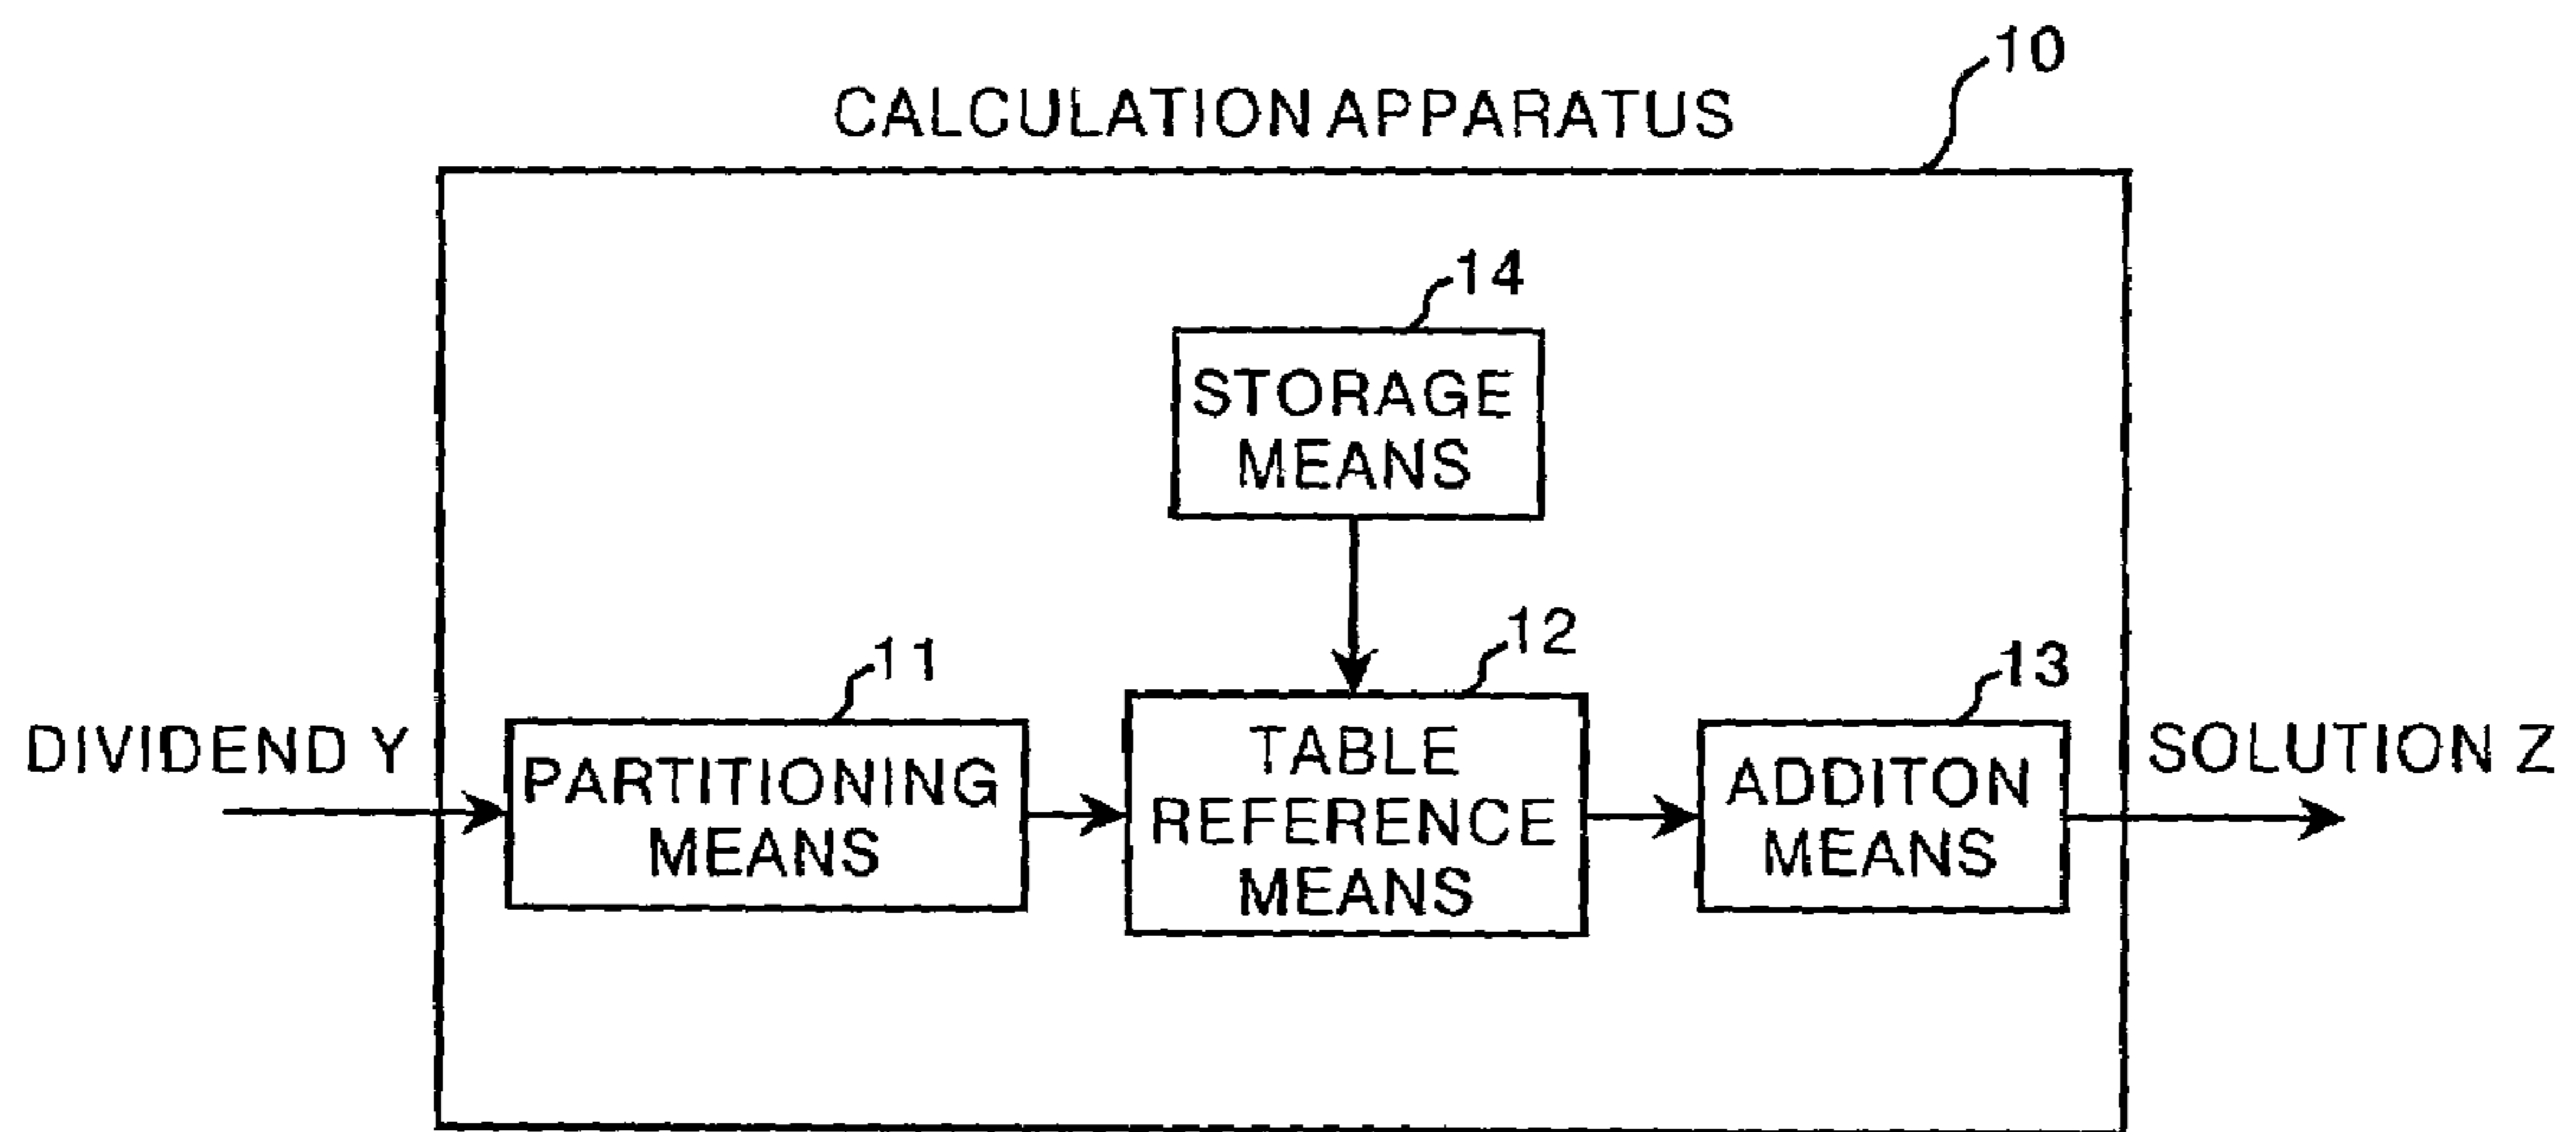 10
CALCULATION APPARATUS
14
STORAGE
MEANS
11
12
13
DIVIDEND Y
PARTITIONING
MEANS
TABLE
REFERENCE
MEANS
ADDITON
MEANS
SOLUTION Z